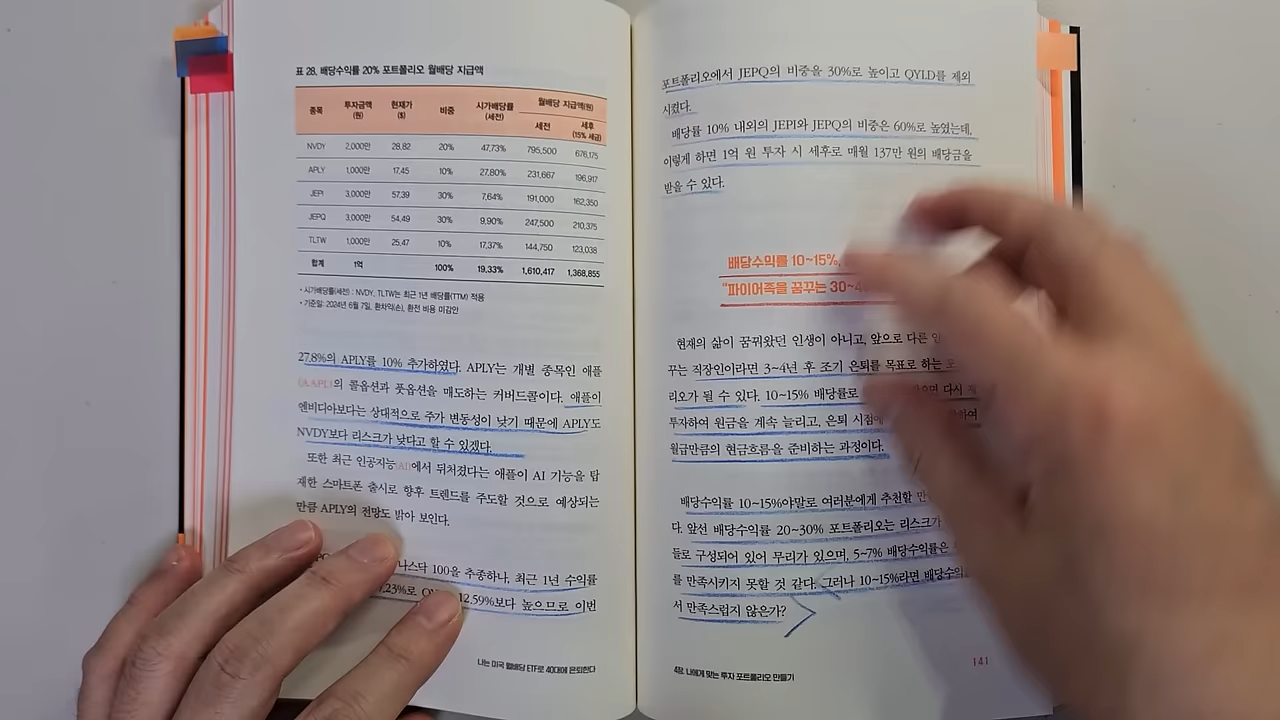 표 28. 배당수익률 20% 포트폴리오 월배당 지급액
종목 투자금액(원) 현재가($) 비중 시가배당률(세전) 월배당 지급액(원)
세전 세후(15% 세금)
NVDY 2,000만 28.82 20% 47.73% 795,500 676,175
APLY 1,000만 17.45 10% 27.80% 231,667 196,917
JEPI 3,000만 57.39 30% 7.64% 191,000 162,350
JEPQ 3,000만 54.49 30% 9.90% 247,500 210,375
TLTW 1,000만 25.47 10% 17.37% 144,750 123,038
합계 1억 100% 19.33% 1,610,417 1,368,855
* 시가배당률(세전) : NVDY, TLTW는 최근 1년 배당률(TTM) 적용
* 기준일: 2024년 6월 7일, 환차익(손), 환전 비용 미감안
27.8%의 APLY를 10% 추가하였다. APLY는 개별 종목인 애플
(AAPL)의 콜옵션과 풋옵션을 매도하는 커버드콜이다. 애플이
엔비디아보다는 상대적으로 주가 변동성이 낮기 때문에 APLY도
NVDY보다 리스크가 낮다고 할 수 있겠다.
또한 최근 인공지능AI에서 뒤처졌다는 애플이 AI 기능을 탑
재한 스마트폰 출시로 향후 트렌드를 주도할 것으로 예상되는
만큼 APLY의 전망도 밝아 보인다.
나스닥 100을 추종하나, 최근 1년 수익률
12.59%보다 높으므로 이번
나는 미국 월배당 ETF로 40대에 은퇴한다
포트폴리오에서 JEPQ의 비중을 30%로 높이고 QYLD를 제외
시켰다.
배당률 10% 내외의 JEPI와 JEPQ의 비중은 60%로 높였는데,
이렇게 하면 1억 원 투자 시 세후로 매월 137만 원의 배당금을
받을 수 있다.
배당수익률 10~15%,
"파이어족을 꿈꾸는 30~
현재의 삶이 꿈꿔왔던 인생이 아니고, 앞으로 다른
꾸는 직장인이라면 3~4년 후 조기 은퇴를 목표로 하는
리오가 될 수 있다. 10~15% 배당률로 다시
투자하여 원금을 계속 늘리고, 은퇴 시점에
월급만큼의 현금흐름을 준비하는 과정이다.
배당수익률 10~15%야말로 여러분에게 추천할
다. 앞선 배당수익률 20~30% 포트폴리오는 리스크가
들로 구성되어 있어 무리가 있으며, 5~7% 배당수익률은
를 만족시키지 못할 것 같다. 그러나 10~15%라면
서 만족스럽지 않은가?
4장. 나에게 맞는 투자 포트폴리오 만들기
141